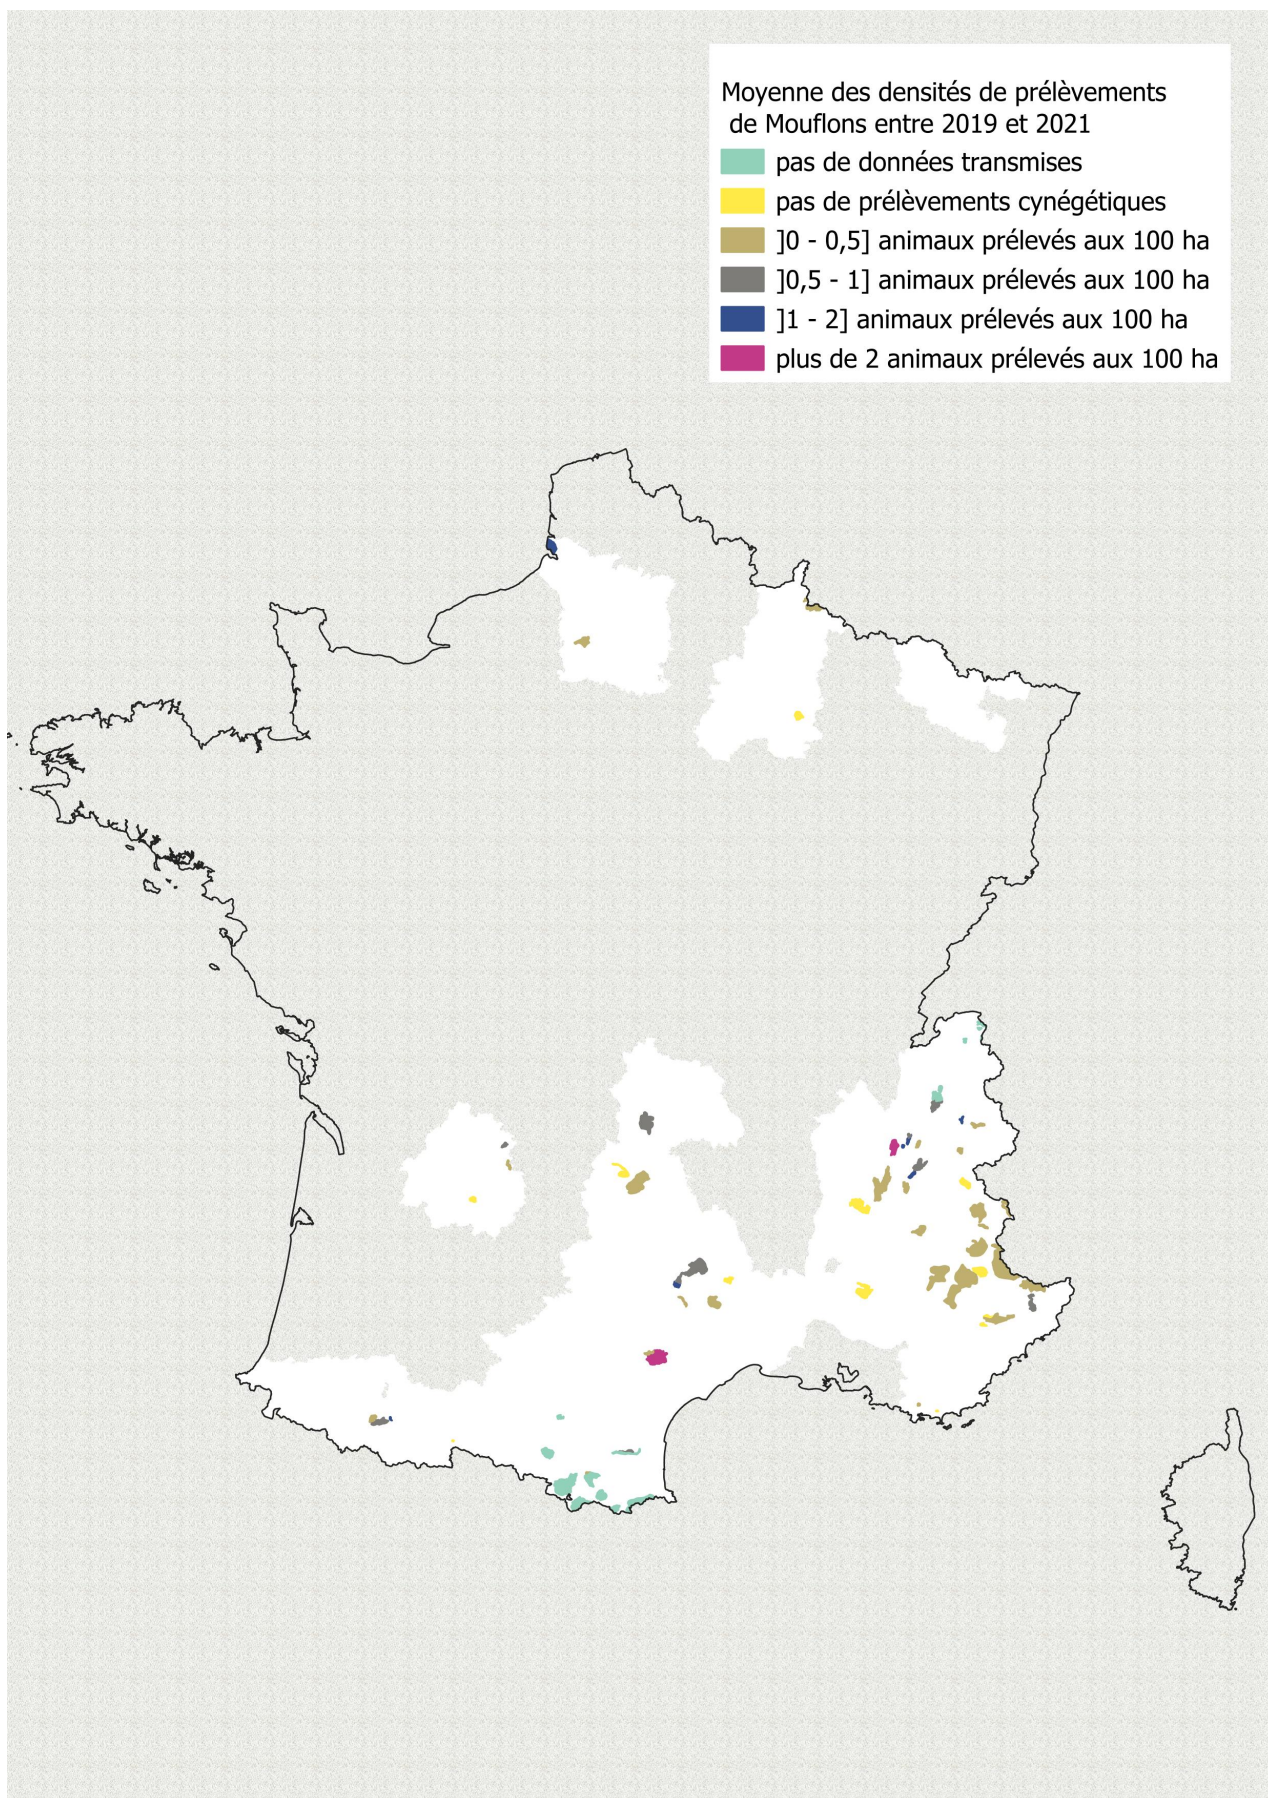 Moyenne des densités de prélèvements
de Mouflons entre 2019 et 2021
pas de données transmises
pas de prélèvements cynégétiques
]0 - 0,5] animaux prélevés aux 100 ha
]0,5 - 1] animaux prélevés aux 100 ha
]1 - 2] animaux prélevés aux 100 ha
plus de 2 animaux prélevés aux 100 ha